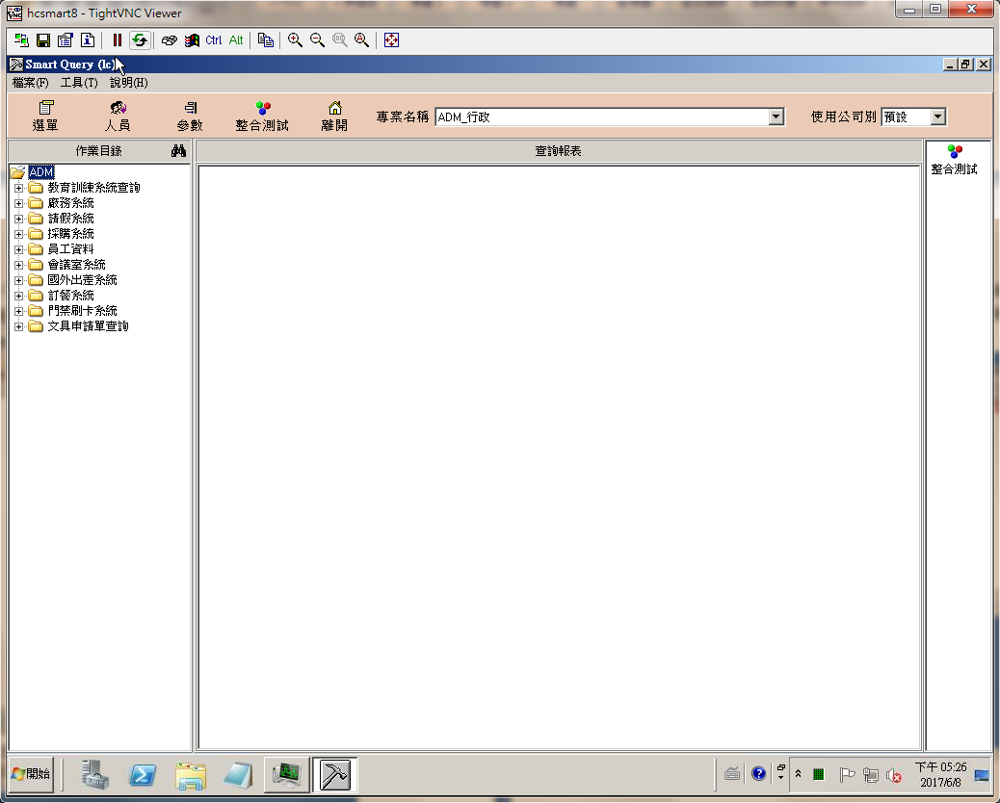 hcsmart8 - TightVNC Viewer
Ctrl Alt
Smart Query (lc)
檔案(F) 工具(T) 說明(H)
選單 人員 參數 整合測試 離開 專案名稱 ADM_行政 使用公司別 預設
作業目錄 查詢報表
整合測試
ADM
教育訓練系統查詢
廠務系統
請假系統
採購系統
員工資料
會議室系統
國外出差系統
訂餐系統
門禁刷卡系統
文具申請單查詢
開始
下午 05:26
2017/6/8